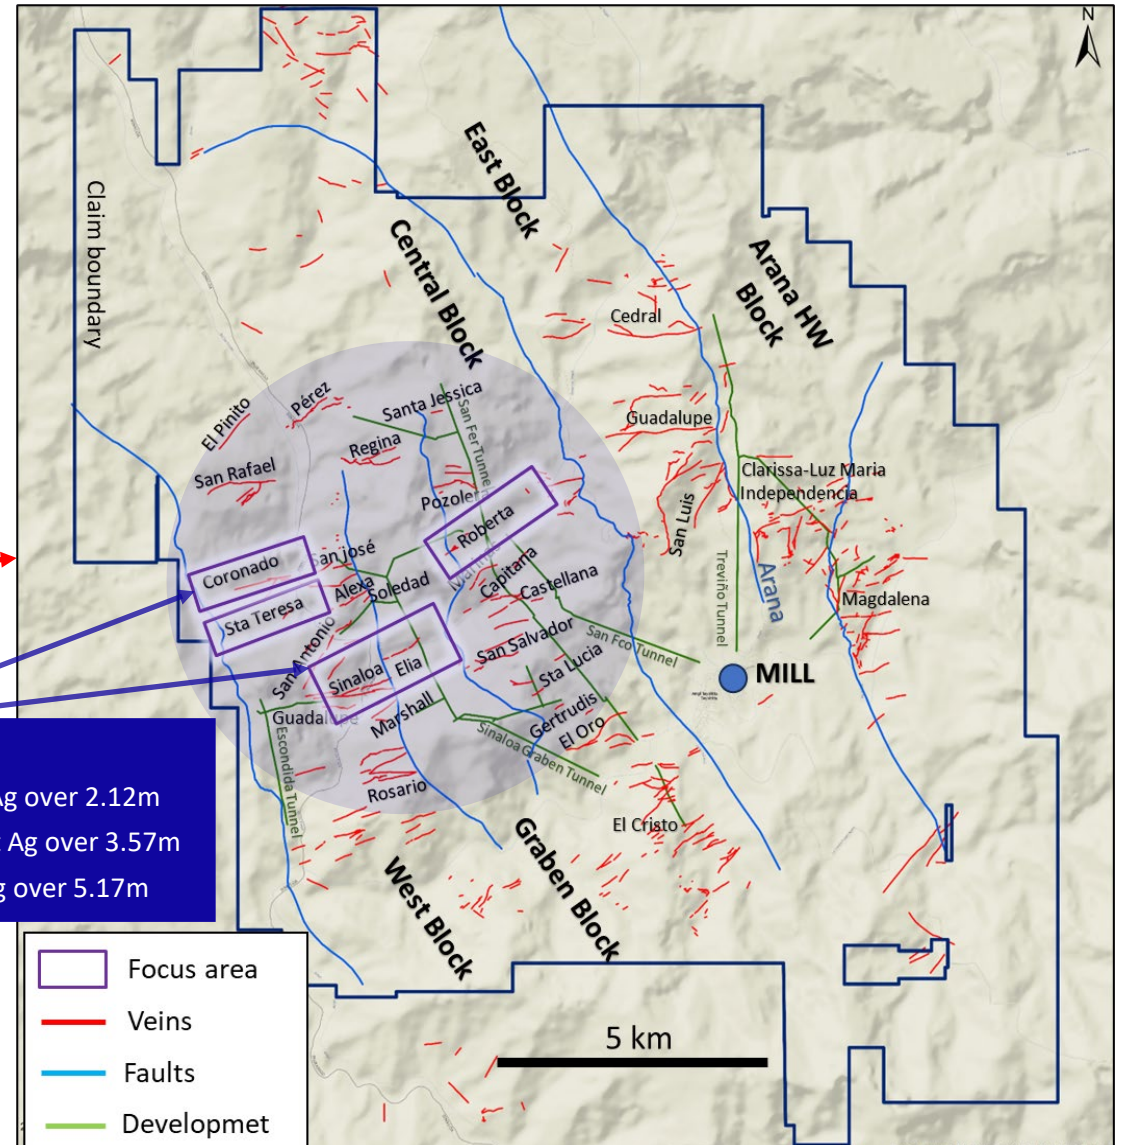 N
East Block
Central Block
Arana HW
Block
Claim boundary
Cedral
Pérez
El Pinito
Santa Jessica
San Fer Tunnel
Guadalupe
Regina
San Rafael
Clarissa-Luz Maria
Independencia
San Luis
Pozole
Roberta
Coronado
San José
Alexa
Soledad
Capitana
Castellana
Treviño Tunnel
Arana
Magdalena
Sta Teresa
San Antonio
San Salvador
San Fco Tunnel
Sinaloa
Elia
Sta Lucia
MILL
Guadalupe
Marshall
Gertrudis
El Oro
Escondida Tunnel
Sinaloa Graben Tunnel
Rosario
El Cristo
Ag over 2.12m
Ag over 3.57m
over 5.17m
West Block
Graben Block
Focus area
Veins
Faults
Developmet
5 km